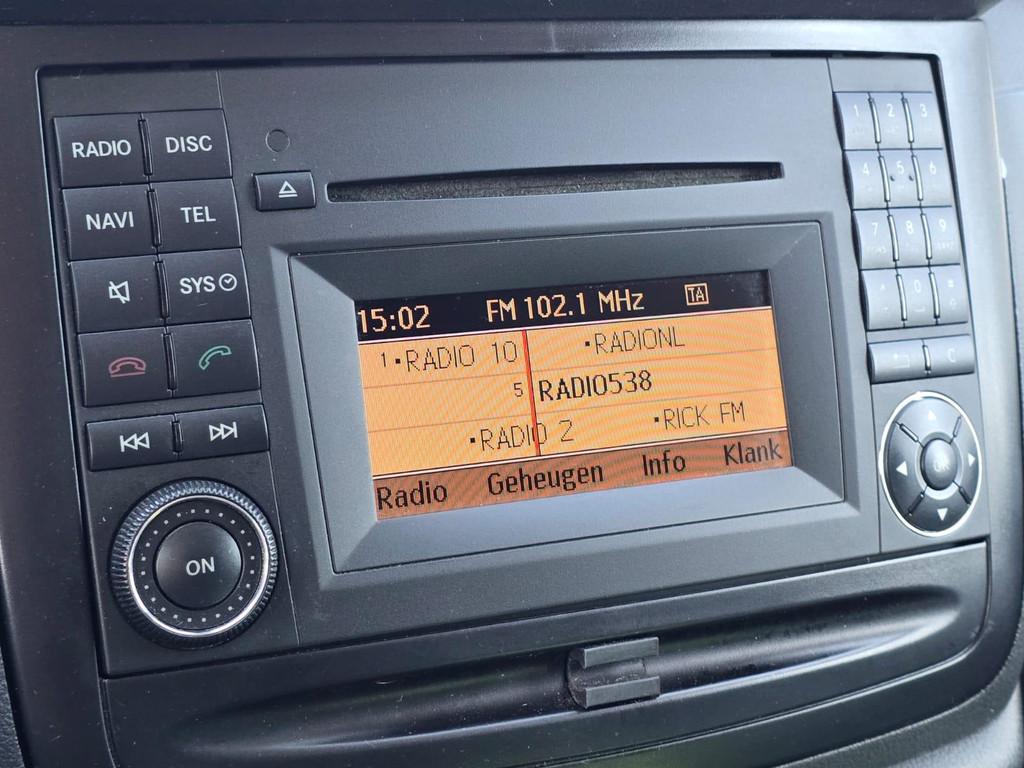 RADIO DISC
NAVI TEL
SYS
ON
15:02 FM 102.1 MHz TA
1 •RADIO 10 •RADIONL
5 RADIO538
•RADIO 2 •RICK FM
Radio Geheugen Info Klank
1 2 3
4 5 6
7 8 9
0
C
OK